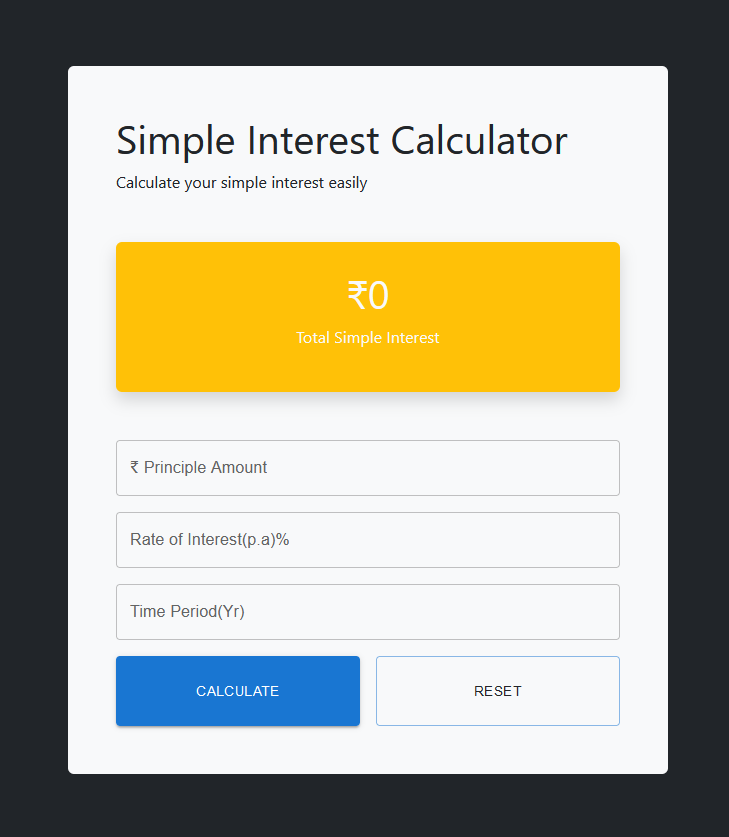 Simple Interest Calculator
Calculate your simple interest easily
₹0
Total Simple Interest
₹ Principle Amount
Rate of Interest(p.a)%
Time Period(Yr)
CALCULATE
RESET